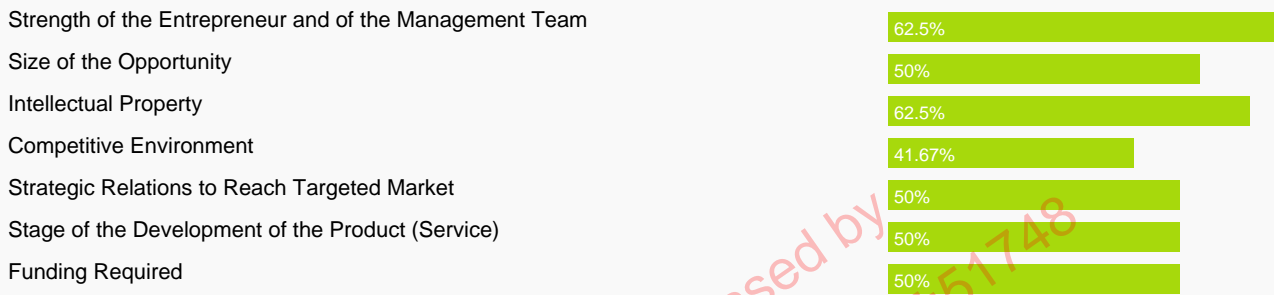 Strength of the Entrepreneur and of the Management Team 62.5%
Size of the Opportunity 50%
Intellectual Property 62.5%
Competitive Environment 41.67%
Strategic Relations to Reach Targeted Market 50%
Stage of the Development of the Product (Service) 50%
Funding Required 50%